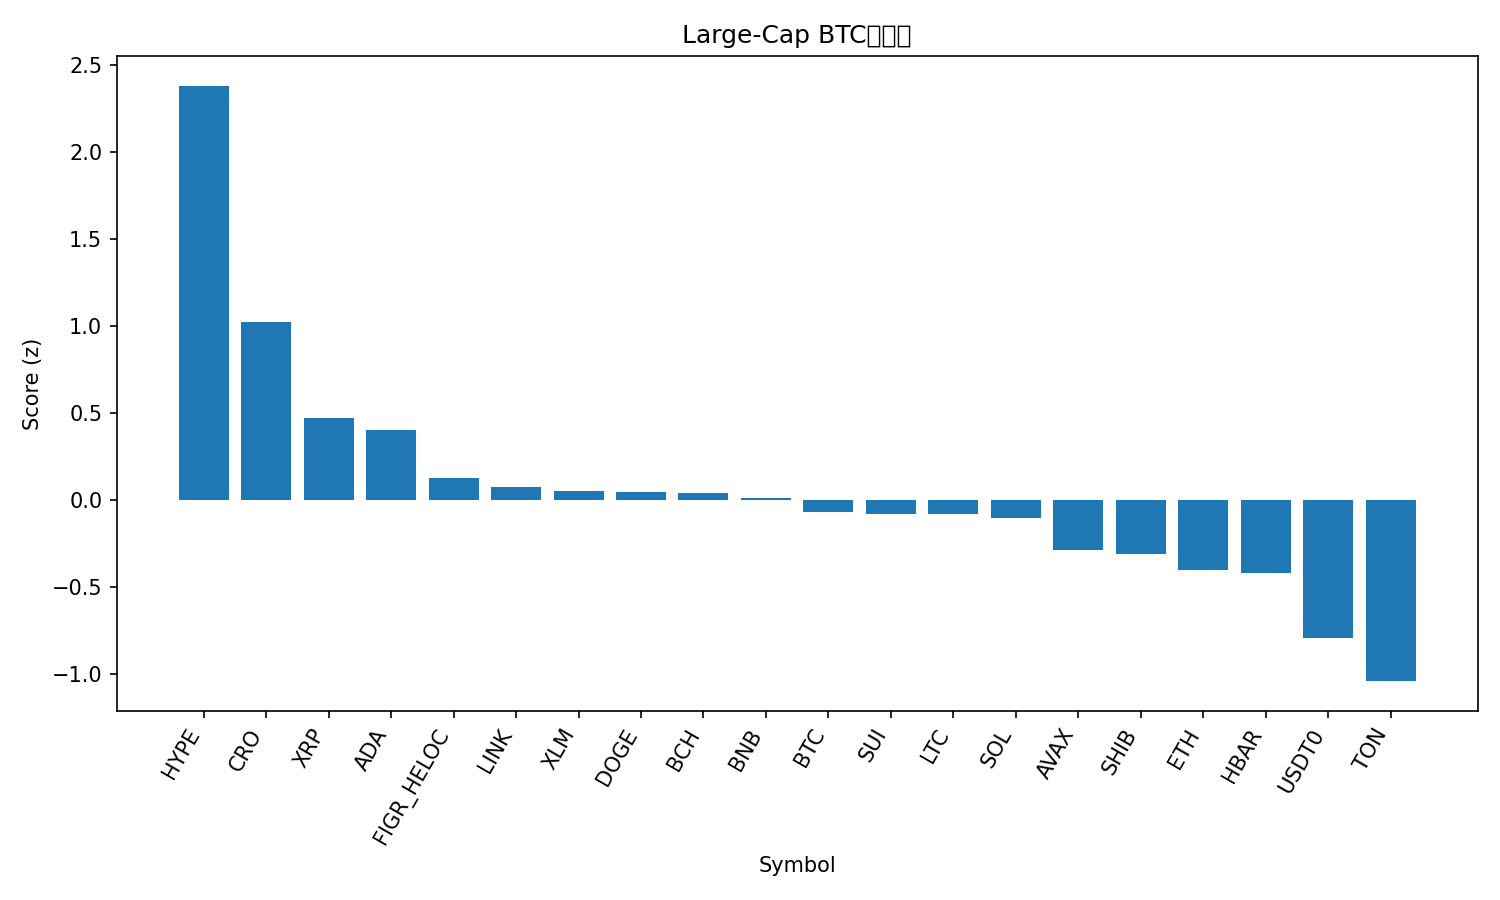 Large-Cap BTC
2.5
2.0
1.5
1.0
0.5
0.0
−0.5
−1.0
Score (z)
HYPE
CRO
XRP
ADA
FIGR_HELOC
LINK
XLM
DOGE
BCH
BNB
BTC
SUI
LTC
SOL
AVAX
SHIB
ETH
HBAR
USDT0
TON
Symbol